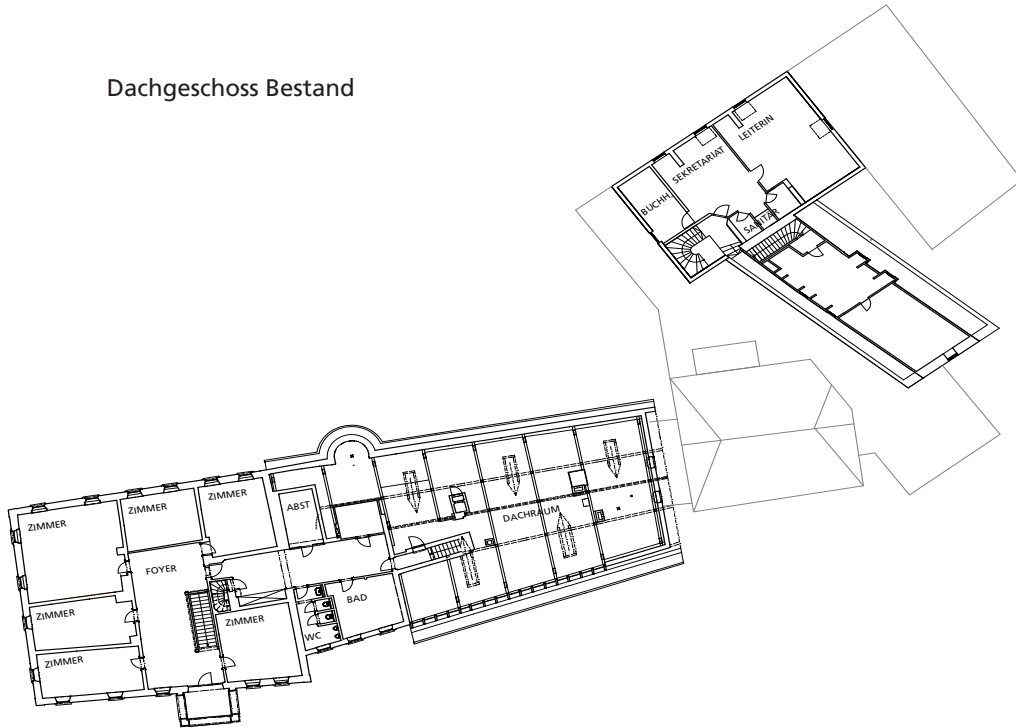 Dachgeschoss Bestand
LEITERIN
SEKRETARIAT
BUCHH
SANITÄR
ZIMMER
ZIMMER
ZIMMER
ABST
DACHRAUM
FOYER
BAD
ZIMMER
ZIMMER
WC
ZIMMER